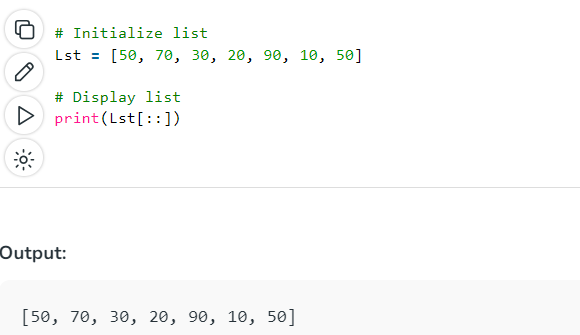 # Initialize list
Lst = [50, 70, 30, 20, 90, 10, 50]
# Display list
print(Lst[::])
Output:
[50, 70, 30, 20, 90, 10, 50]